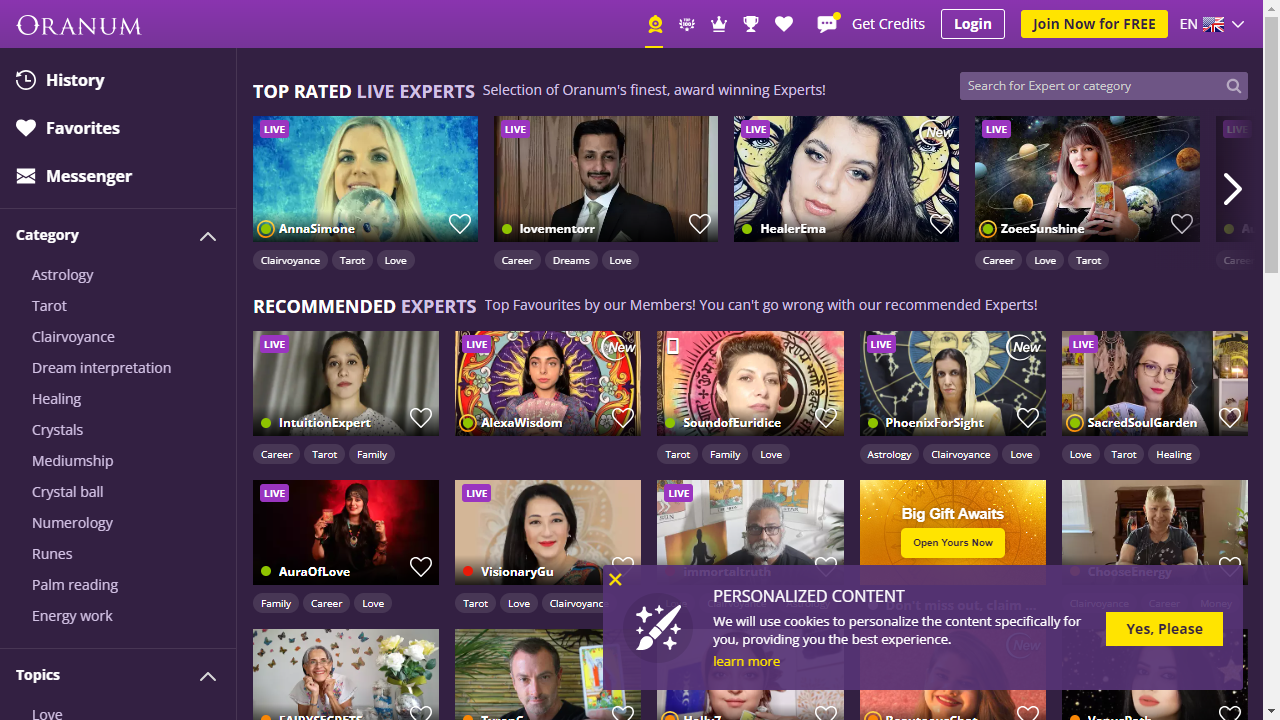 ORANUM
Get Credits
Login
Join Now for FREE
EN
History
Favorites
Messenger
Category
Astrology
Tarot
Clairvoyance
Dream interpretation
Healing
Crystals
Mediumship
Crystal ball
Numerology
Runes
Palm reading
Energy work
Topics
Love
TOP RATED LIVE EXPERTS Selection of Oranum's finest, award winning Experts!
Search for Expert or category
LIVE
AnnaSimone
Clairvoyance Tarot Love
LIVE
lovementorr
Career Dreams Love
LIVE New
HealerEma
LIVE
ZoeeSunshine
Career Love Tarot
LIVE
RECOMMENDED EXPERTS Top Favourites by our Members! You can't go wrong with our recommended Experts!
LIVE
IntuitionExpert
Career Tarot Family
LIVE New
AlexaWisdom
SoundofEuridice
Tarot Family Love
LIVE New
PhoenixForSight
Astrology Clairvoyance Love
LIVE
SacredSoulGarden
Love Tarot Healing
LIVE
AuraOfLove
Family Career Love
LIVE
VisionaryGu
Tarot Love Clairvoyance
LIVE
immortaltruth
Big Gift Awaits
Open Yours Now
Don't miss out, claim ...
ChooseEnergy
Clairvoyance Career Money
FAIRYSECRETS
TyronC
Holly7
New
BeauteousChat
VenusPath
PERSONALIZED CONTENT
We will use cookies to personalize the content specifically for
you, providing you the best experience.
learn more
Yes, Please